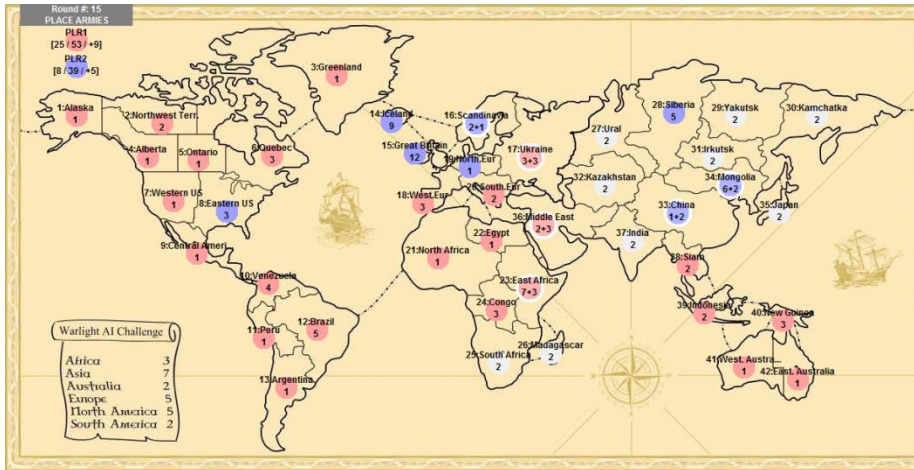 Round #: 15
PLACE ARMIES
PLR1
[25 / 53 / +9]
PLR2
[8 / 39 / +5]
3:Greenland
1
1:Alaska
1
2:Northwest Terr.
2
14:Iceland
9
16:Scandinavia
2+1
28:Siberia
5
29:Yakutsk
2
30:Kamchatka
2
27:Ural
2
4:Alberta
1
5:Ontario
1
6:Quebec
3
15:Great Britain
12
17:Ukraine
3+3
19:North.Eur
1
31:Irkutsk
2
32:Kazakhstan
2
34:Mongolia
6+2
7:Western US
1
8:Eastern US
3
18:West.Eur
3
20:South.Eur
2
33:China
1+2
35:Japan
2
36:Middle East
2+3
9:Central Ameri
1
22:Egypt
1
37:India
2
21:North Africa
1
38:Siam
2
10:Venezuela
4
23:East Africa
7+3
24:Congo
3
39:Indonesia
2
40:New Guinea
3
11:Peru
1
12:Brazil
5
25:South Africa
2
26:Madagascar
2
41:West. Austra...
1
42:East. Australia
1
13:Argentina
1
Warlight AI Challenge
Africa 3
Asia 7
Australia 2
Europe 5
North America 5
South America 2